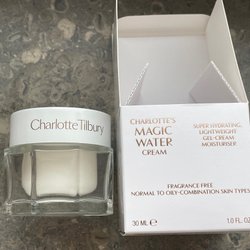 Charlotte Tilbury
CHARLOTTE'S
MAGIC
WATER
CREAM
SUPER HYDRATING,
LIGHTWEIGHT
GEL-CREAM
MOISTURISER
FRAGRANCE FREE
NORMAL TO OILY-COMBINATION SKIN TYPES
30 ML ℮
1.0 FL. OZ